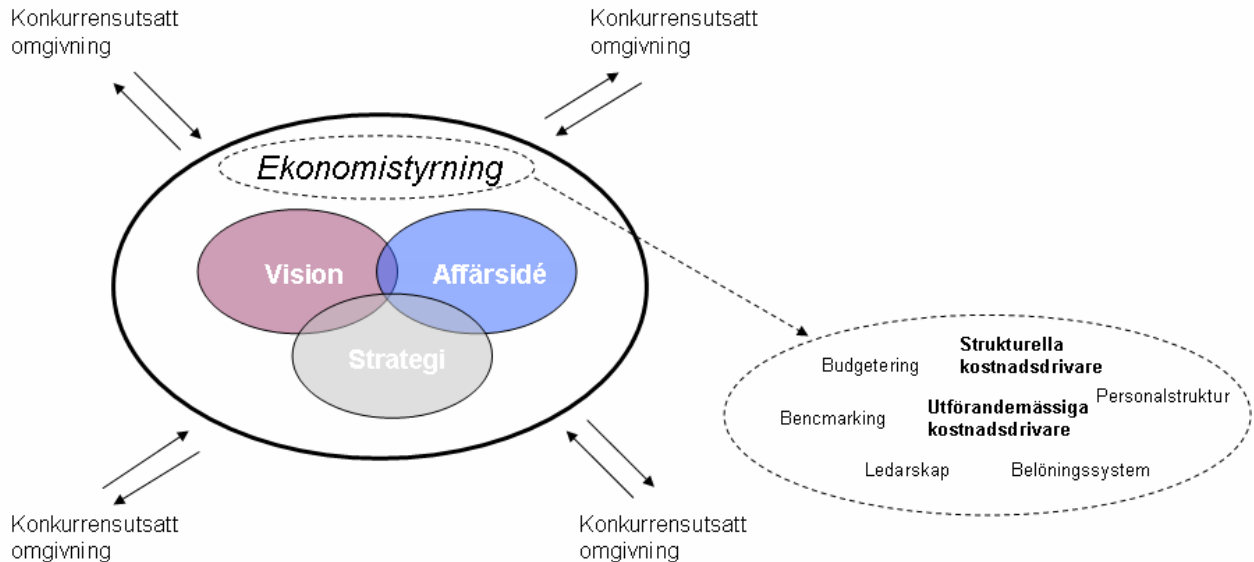 Konkurrensutsatt
omgivning
Konkurrensutsatt
omgivning
Ekonomistyrning
Vision
Affärsidé
Strategi
Budgetering
Strukturella
kostnadsdrivare
Bencmarking
Utförandemässiga
kostnadsdrivare
Personalstruktur
Ledarskap
Belöningssystem
Konkurrensutsatt
omgivning
Konkurrensutsatt
omgivning